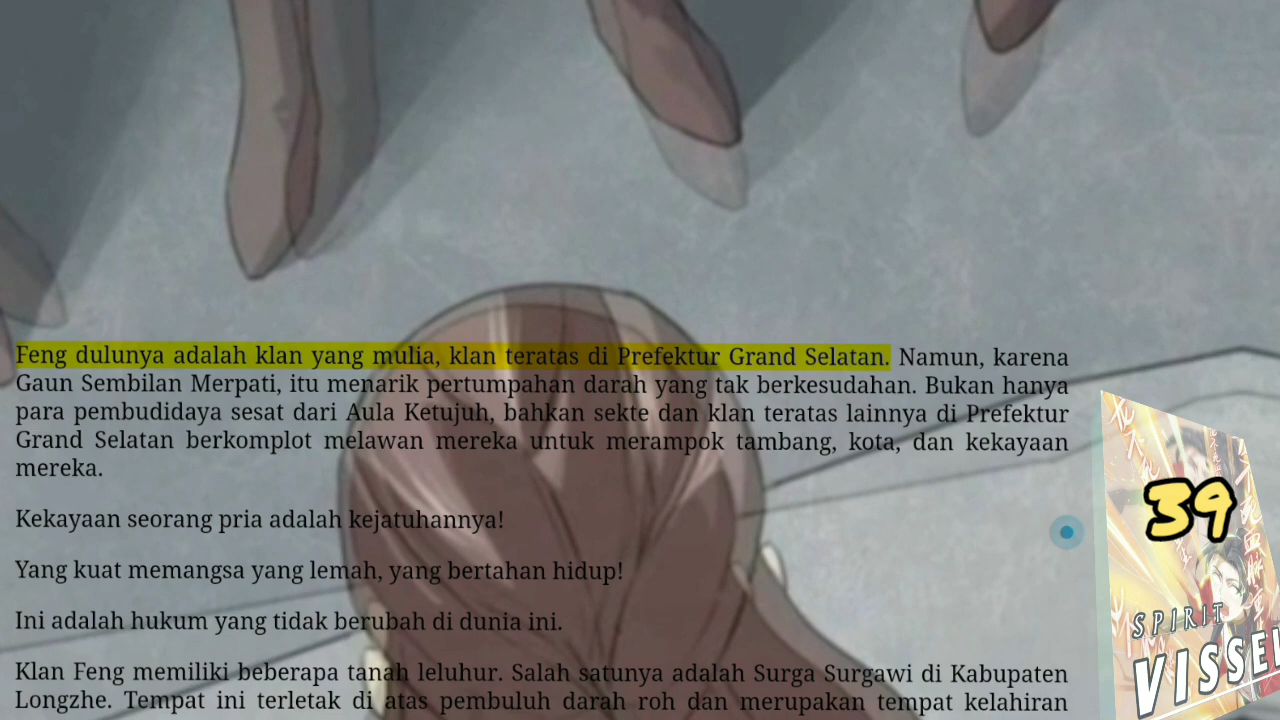 Feng dulunya adalah klan yang mulia, klan teratas di Prefektur Grand Selatan. Namun, karena
Gaun Sembilan Merpati, itu menarik pertumpahan darah yang tak berkesudahan. Bukan hanya
para pembudidaya sesat dari Aula Ketujuh, bahkan sekte dan klan teratas lainnya di Prefektur
Grand Selatan berkomplot melawan mereka untuk merampok tambang, kota, dan kekayaan
mereka.
Kekayaan seorang pria adalah kejatuhannya!
Yang kuat memangsa yang lemah, yang bertahan hidup!
Ini adalah hukum yang tidak berubah di dunia ini.
Klan Feng memiliki beberapa tanah leluhur. Salah satunya adalah Surga Surgawi di Kabupaten
Longzhe. Tempat ini terletak di atas pembuluh darah roh dan merupakan tempat kelahiran
39
SPIRIT
VISSEL